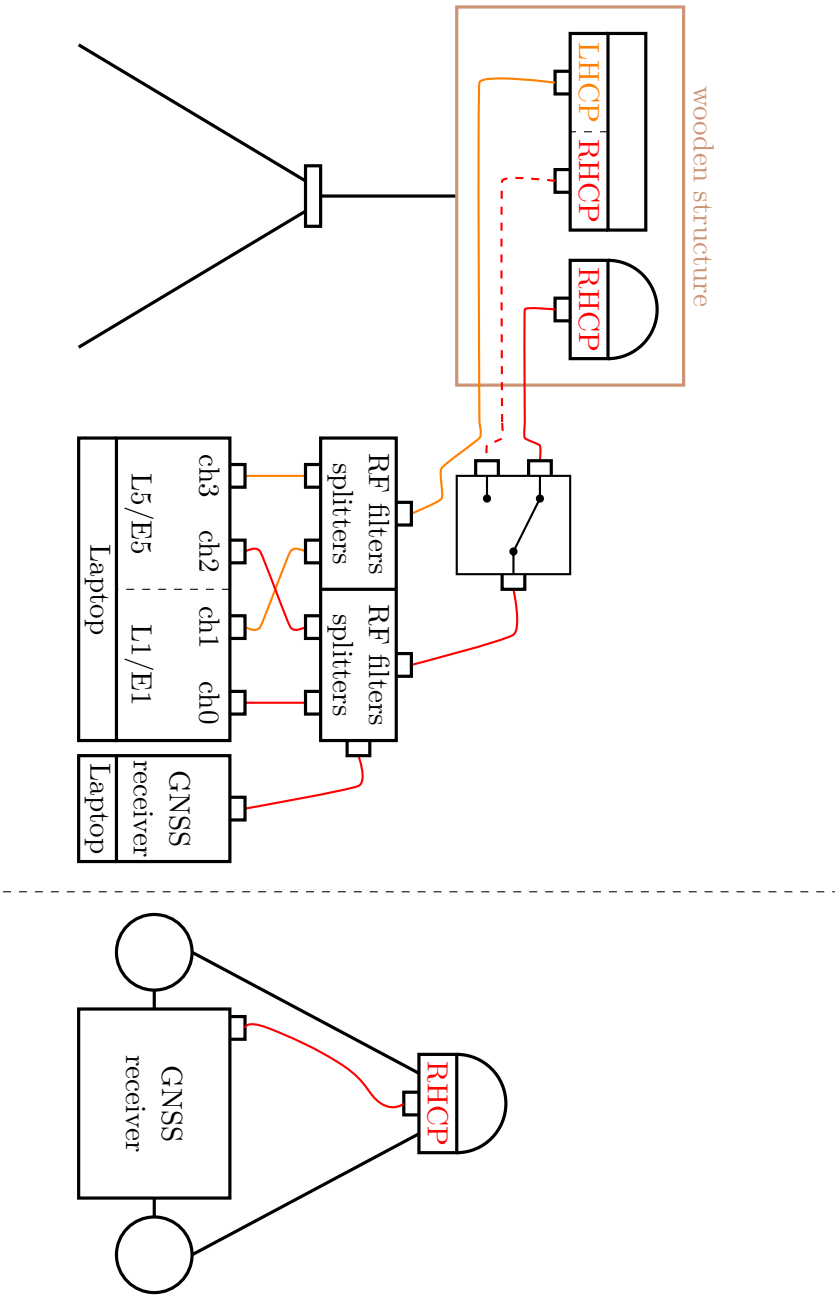 wooden structure
LHCP
RHCP
RHCP
RF filters
splitters
RF filters
splitters
ch3
ch2
ch1
ch0
L5/E5
L1/E1
Laptop
GNSS
receiver
Laptop
RHCP
GNSS
receiver